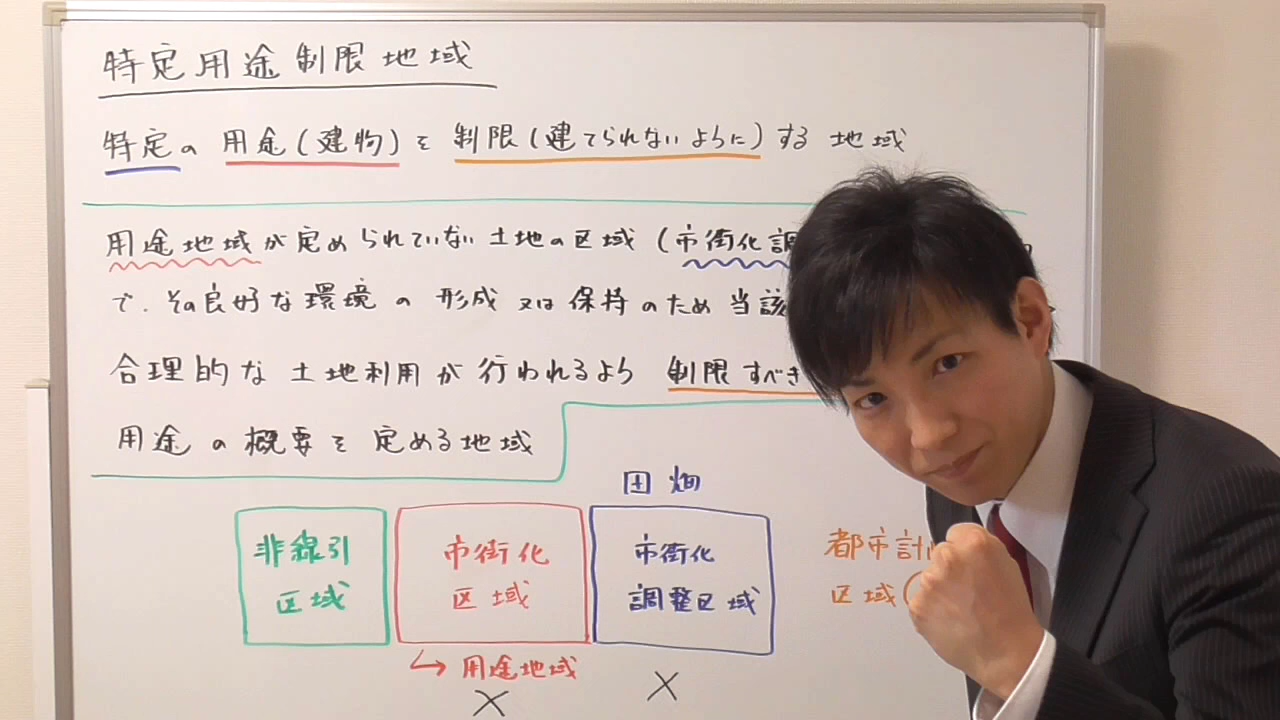 特定用途制限地域
特定の用途(建物)を制限(建てられないように)する地域
用途地域が定められていない土地の区域(市街化調
で、その良好な環境の形成又は保持のため当該
合理的な土地利用が行われるよう制限すべき
用途の概要を定める地域
田畑
非線引区域
市街化区域
市街化調整区域
都市計
区域(
↳用途地域
×
×